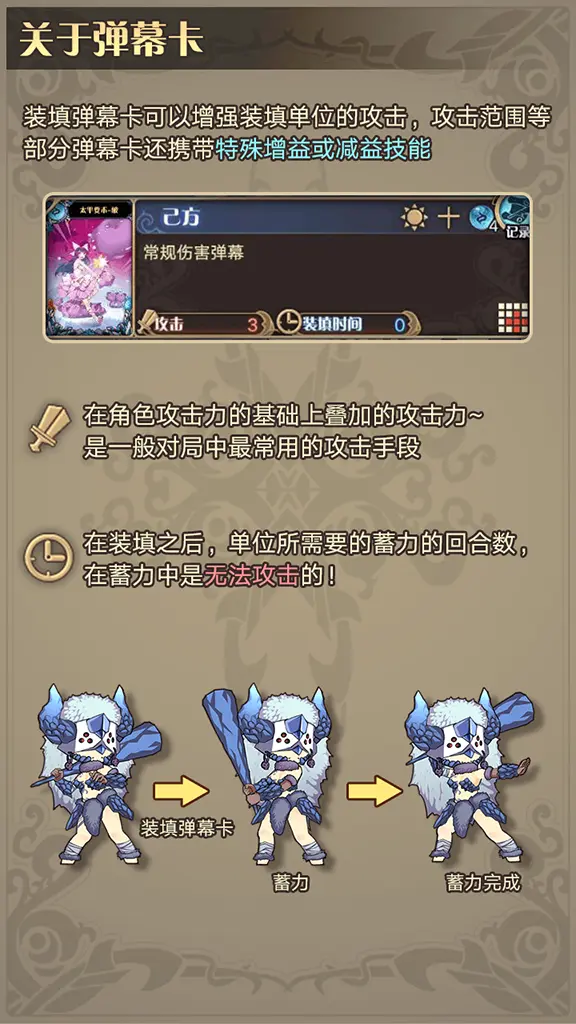 关于弹幕卡
装填弹幕卡可以增强装填单位的攻击，攻击范围等
部分弹幕卡还携带特殊增益或减益技能
己方
4
记录
常规伤害弹幕
攻击 3
装填时间 0
在角色攻击力的基础上叠加的攻击力~
是一般对局中最常用的攻击手段
在装填之后，单位所需要的蓄力的回合数，
在蓄力中是无法攻击的！
装填弹幕卡
蓄力
蓄力完成